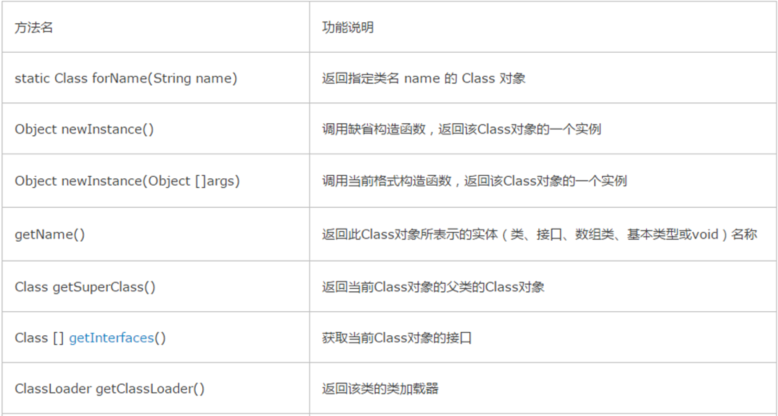 方法名 功能说明
static Class forName(String name) 返回指定类名 name 的 Class 对象
Object newInstance() 调用缺省构造函数，返回该Class对象的一个实例
Object newInstance(Object []args) 调用当前格式构造函数，返回该Class对象的一个实例
getName() 返回此Class对象所表示的实体（类、接口、数组类、基本类型或void）名称
Class getSuperClass() 返回当前Class对象的父类的Class对象
Class [] getInterfaces() 获取当前Class对象的接口
ClassLoader getClassLoader() 返回该类的类加载器